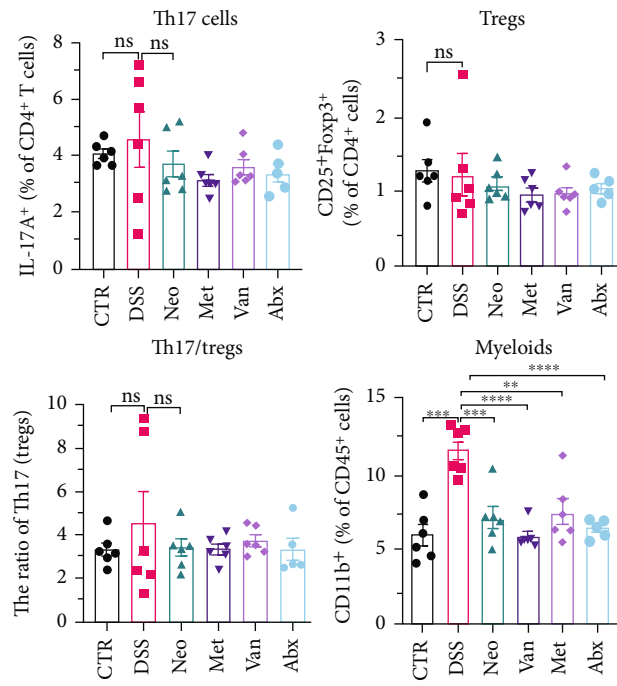 Th17 cells
ns
ns
IL-17A⁺ (% of CD4⁺ T cells)
8
6
4
2
0
CTR
DSS
Neo
Met
Van
Abx
Tregs
ns
CD25⁺Foxp3⁺
(% of CD4⁺ cells)
3
2
1
0
CTR
DSS
Neo
Met
Van
Abx
Th17/tregs
ns
ns
The ratio of Th17 (tregs)
10
8
6
4
2
0
CTR
DSS
Neo
Met
Van
Abx
Myeloids
****
**
****
***
***
CD11b⁺ (% of CD45⁺ cells)
15
10
5
0
CTR
DSS
Neo
Van
Met
Abx